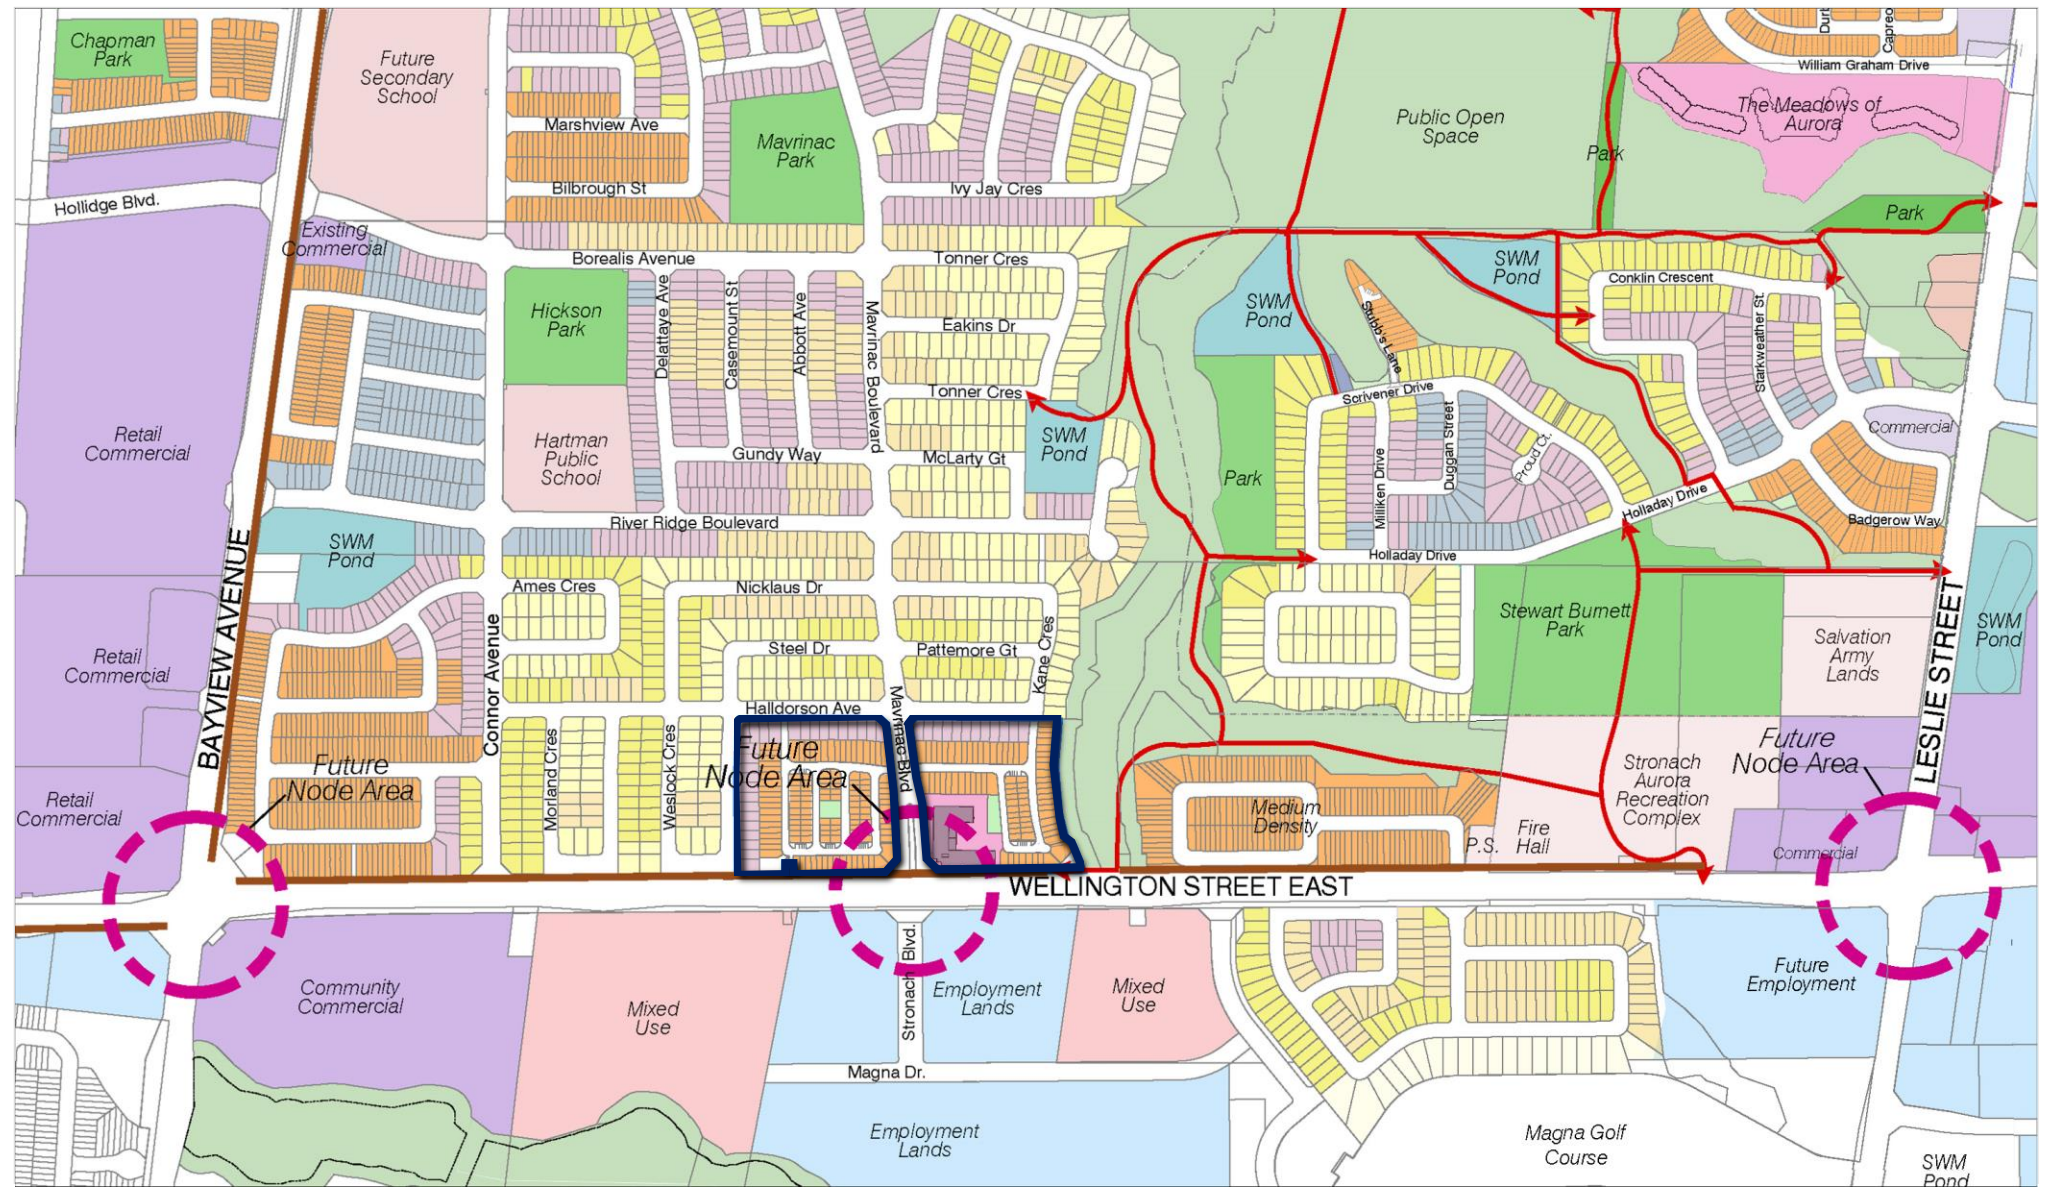 Chapman
Park
Future
Secondary
School
Marshview Ave
Mavrinac
Park
Bilbrough St
Ivy Jay Cres
Public Open
Space
Park
William Graham Drive
The Meadows of
Aurora
Park
Hollidge Blvd.
Existing
Commercial
Borealis Avenue
Tonner Cres
Hickson
Park
Delattaye Ave
Casemount St
Abbott Ave
Mavrinac Boulevard
Eakins Dr
Tonner Cres
SWM
Pond
SWM
Pond
Stubb's Lane
Conklin Crescent
Starkweather St.
Scrivener Drive
Commercial
Retail
Commercial
Hartman
Public
School
Gundy Way
McLarty Gt
SWM
Pond
Park
Milliken Drive
Duggan Street
Proud Ct.
Holladay Drive
Badgerow Way
River Ridge Boulevard
Holladay Drive
SWM
Pond
BAYVIEW AVENUE
Ames Cres
Nicklaus Dr
Connor Avenue
Steel Dr
Pattemore Gt
Kane Cres
Stewart Burnett
Park
Salvation
Army
Lands
SWM
Pond
LESLIE STREET
Retail
Commercial
Halldorson Ave
Mavrinac Blvd
Future
Node Area
Morland Cres
Weslock Cres
Future
Node Area
Future
Node Area
Stronach
Aurora
Recreation
Complex
Retail
Commercial
Medium
Density
P.S.
Fire
Hall
Commercial
WELLINGTON STREET EAST
Community
Commercial
Mixed
Use
Stronach Blvd.
Employment
Lands
Mixed
Use
Future
Employment
Magna Dr.
Employment
Lands
Magna Golf
Course
SWM
Pond